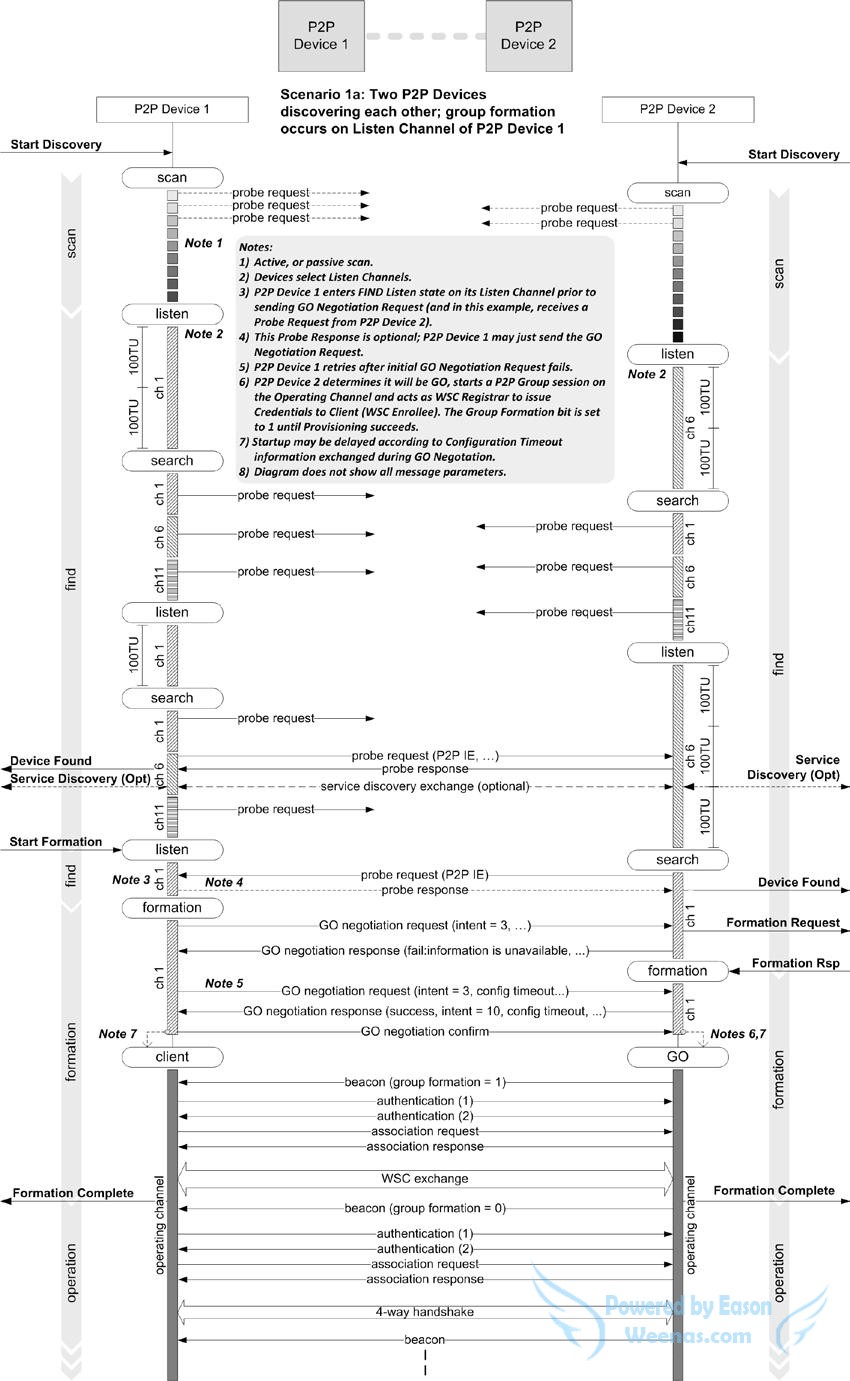 P2P
Device 1
P2P
Device 2
Scenario 1a: Two P2P Devices
discovering each other; group formation
occurs on Listen Channel of P2P Device 1
P2P Device 1
P2P Device 2
Start Discovery
Start Discovery
scan
scan
probe request
probe request
probe request
probe request
probe request
scan
scan
Note 1
Notes:
1) Active, or passive scan.
2) Devices select Listen Channels.
3) P2P Device 1 enters FIND Listen state on its Listen Channel prior to
sending GO Negotiation Request (and in this example, receives a
Probe Request from P2P Device 2).
4) This Probe Response is optional; P2P Device 1 may just send the GO
Negotiation Request.
5) P2P Device 1 retries after initial GO Negotiation Request fails.
6) P2P Device 2 determines it will be GO, starts a P2P Group session on
the Operating Channel and acts as WSC Registrar to issue
Credentials to Client (WSC Enrollee). The Group Formation bit is set
to 1 until Provisioning succeeds.
7) Startup may be delayed according to Configuration Timeout
information exchanged during GO Negotation.
8) Diagram does not show all message parameters.
listen
Note 2
100TU
100TU
ch 1
listen
Note 2
100TU
100TU
ch 6
search
search
ch 1
probe request
ch 6
probe request
ch11
probe request
probe request
ch 1
probe request
ch 6
probe request
ch11
find
find
listen
100TU
ch 1
listen
100TU
100TU
100TU
ch 6
search
ch 1
probe request
probe request (P2P IE, …)
Device Found
probe response
ch 6
Service Discovery (Opt)
service discovery exchange (optional)
Service
Discovery (Opt)
ch11
probe request
Start Formation
listen
search
find
Note 3
ch 1
Note 4
probe request (P2P IE)
probe response
Device Found
formation
ch 1
GO negotiation request (intent = 3, …)
Formation Request
GO negotiation response (fail:information is unavailable, ...)
formation
Formation Rsp
ch 1
Note 5
GO negotiation request (intent = 3, config timeout...)
ch 1
GO negotiation response (success, intent = 10, config timeout, ...)
Note 7
GO negotiation confirm
Notes 6,7
client
GO
formation
formation
beacon (group formation = 1)
authentication (1)
authentication (2)
association request
association response
WSC exchange
Formation Complete
Formation Complete
beacon (group formation = 0)
operating channel
operating channel
authentication (1)
authentication (2)
association request
association response
operation
operation
4-way handshake
beacon
Powered by Eason
Weenas.com